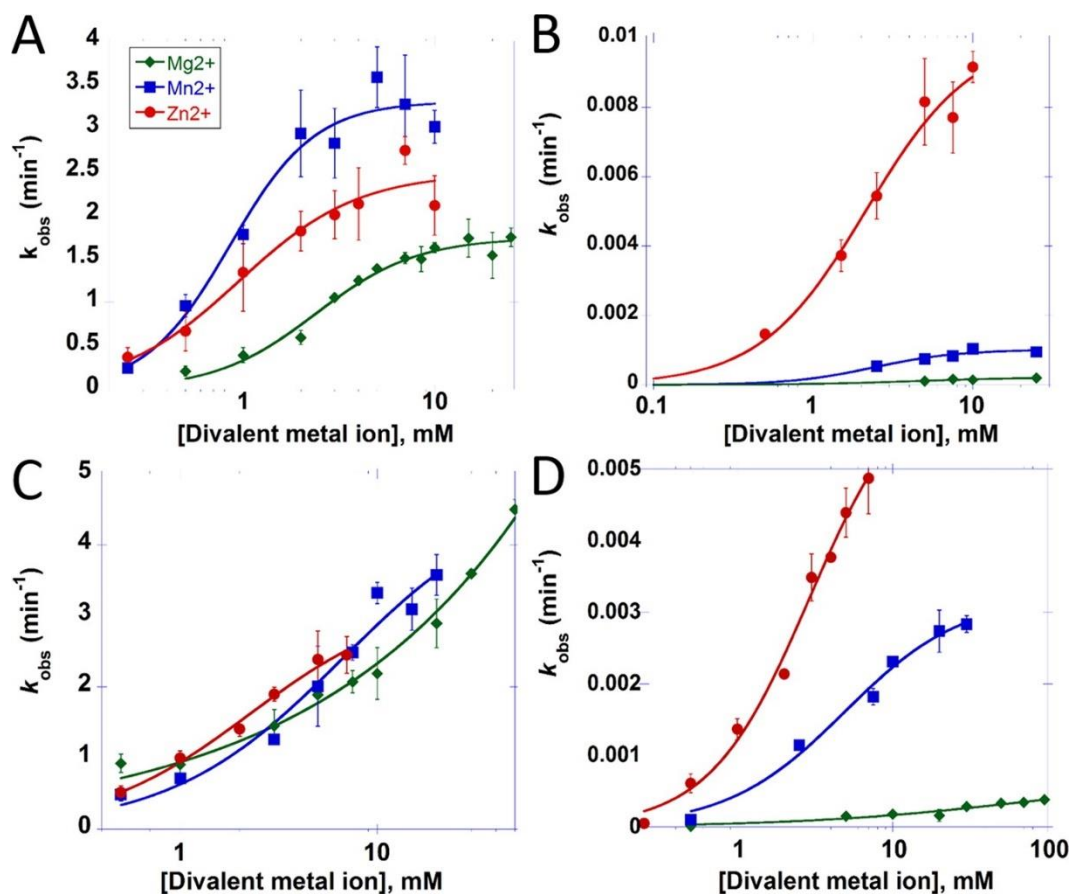 A
4
3.5
3
2.5
2
1.5
1
0.5
0
k_obs (min⁻¹)
Mg2+
Mn2+
Zn2+
1
10
[Divalent metal ion], mM
B
0.01
0.008
0.006
0.004
0.002
0
k_obs (min⁻¹)
0.1
1
10
[Divalent metal ion], mM
C
5
4
3
2
1
0
k_obs (min⁻¹)
1
10
[Divalent metal ion], mM
D
0.005
0.004
0.003
0.002
0.001
0
k_obs (min⁻¹)
1
10
100
[Divalent metal ion], mM